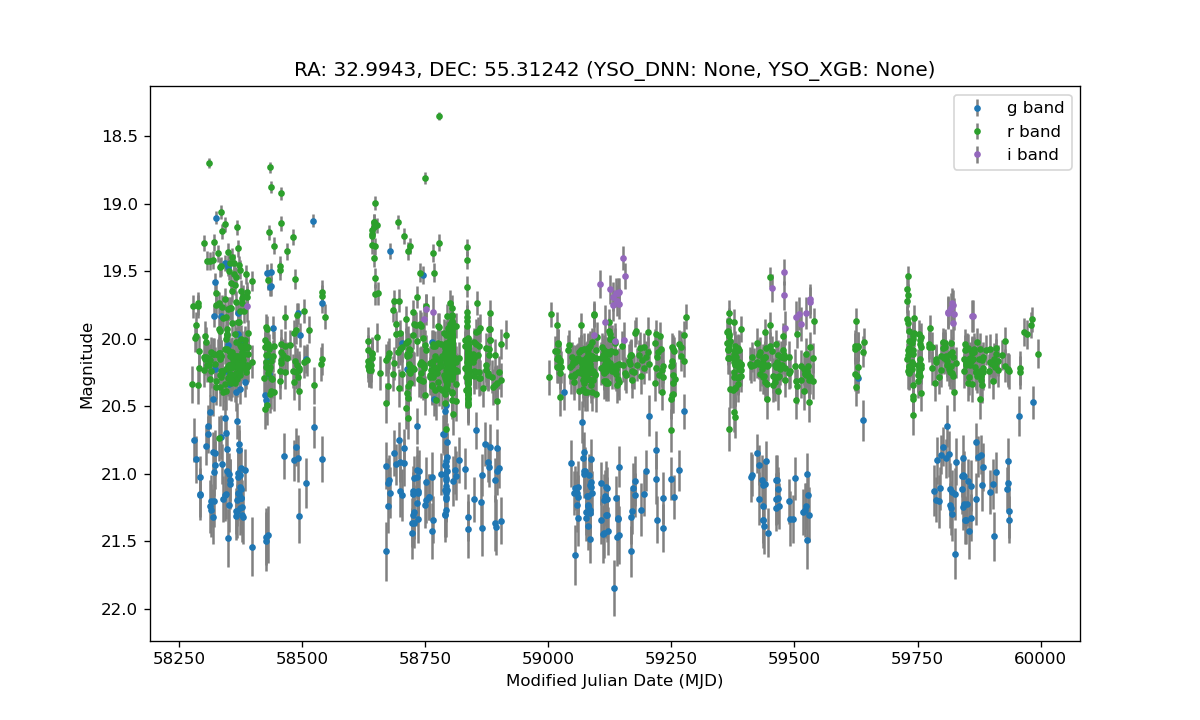 RA: 32.9943, DEC: 55.31242 (YSO_DNN: None, YSO_XGB: None)
g band
r band
i band
18.5
19.0
19.5
20.0
20.5
21.0
21.5
22.0
Magnitude
58250
58500
58750
59000
59250
59500
59750
60000
Modified Julian Date (MJD)